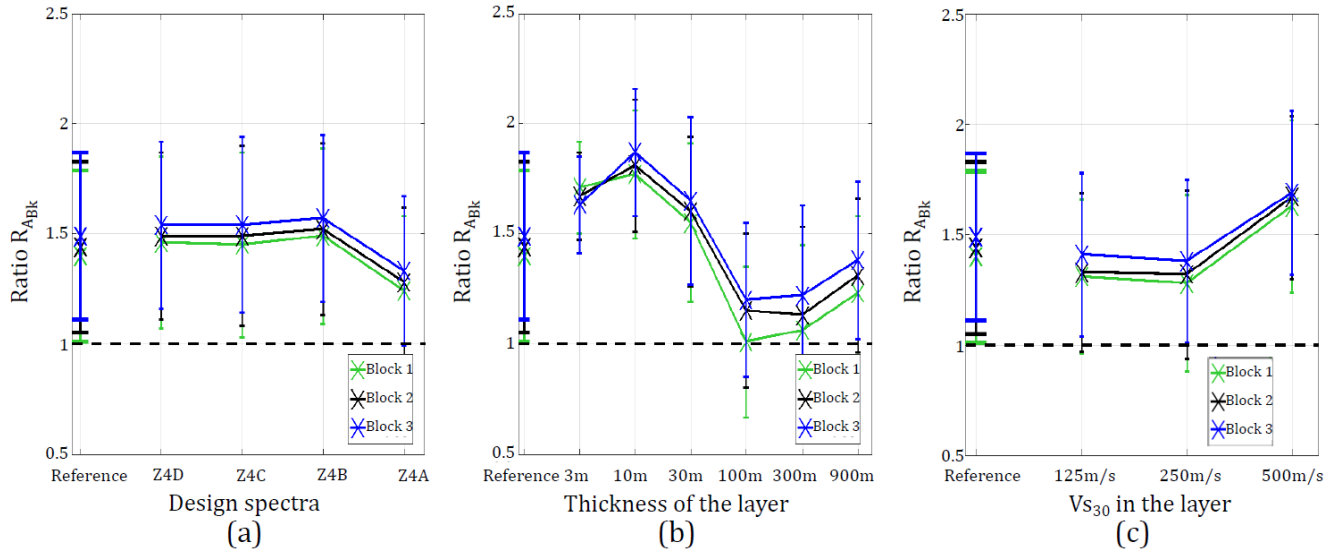 2.5
2
1.5
1
0.5
Ratio R_ABk
Block 1
Block 2
Block 3
Reference Z4D Z4C Z4B Z4A
Design spectra
(a)
2.5
2
1.5
1
0.5
Ratio R_ABk
Block 1
Block 2
Block 3
Reference 3m 10m 30m 100m 300m 900m
Thickness of the layer
(b)
2.5
2
1.5
1
0.5
Ratio R_ABk
Block 1
Block 2
Block 3
Reference 125m/s 250m/s 500m/s
Vs30 in the layer
(c)